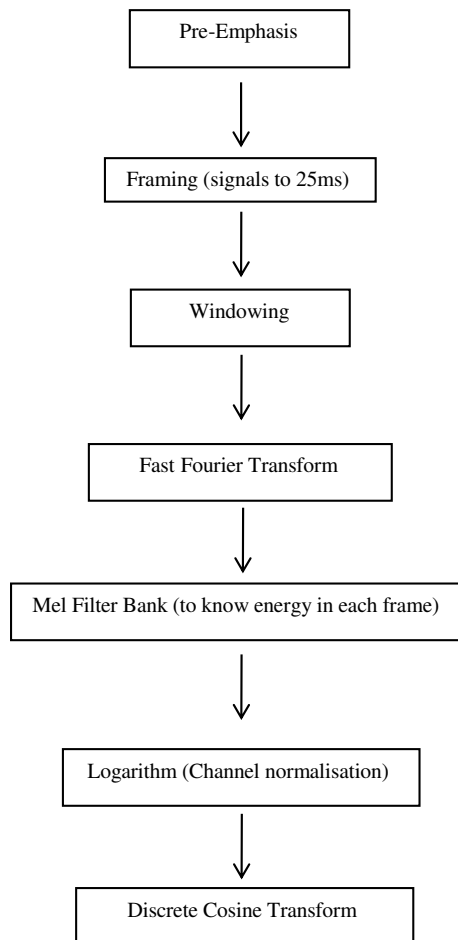 Pre-Emphasis
Framing (signals to 25ms)
Windowing
Fast Fourier Transform
Mel Filter Bank (to know energy in each frame)
Logarithm (Channel normalisation)
Discrete Cosine Transform